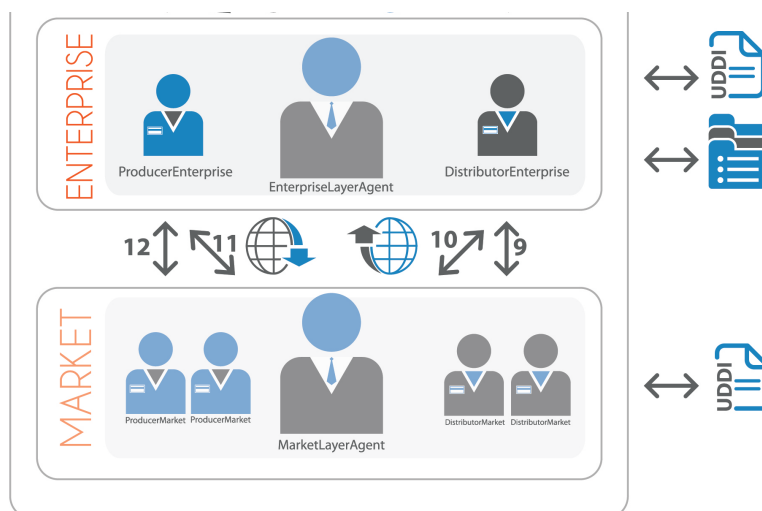 ENTERPRISE
ProducerEnterprise
EnterpriseLayerAgent
DistributorEnterprise
UDDI
12
11
10
9
MARKET
ProducerMarket
ProducerMarket
MarketLayerAgent
DistributorMarket
DistributorMarket
UDDI